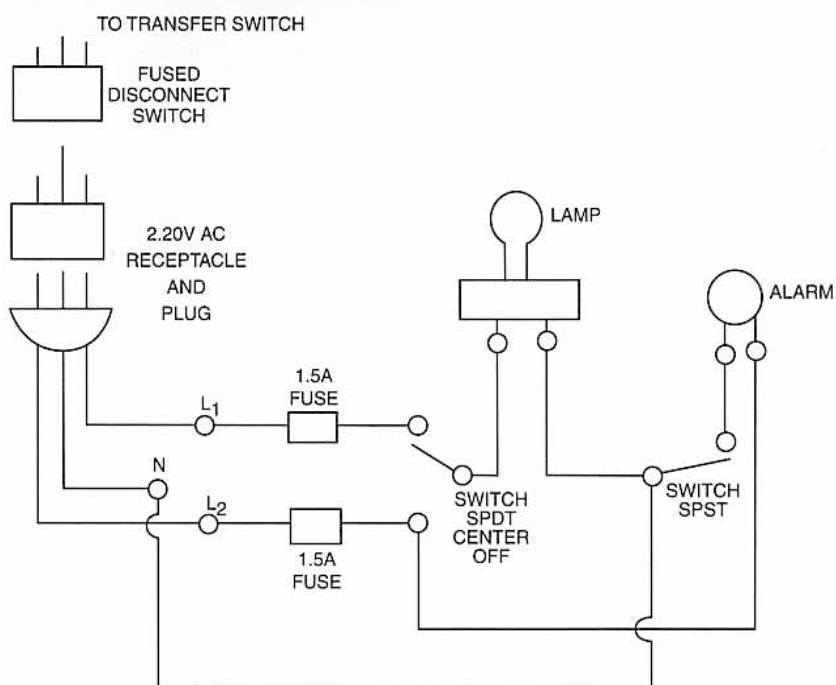 TO TRANSFER SWITCH
FUSED
DISCONNECT
SWITCH
2.20V AC
RECEPTACLE
AND
PLUG
LAMP
ALARM
1.5A
FUSE
L1
N
L2
1.5A
FUSE
SWITCH
SPDT
CENTER
OFF
SWITCH
SPST